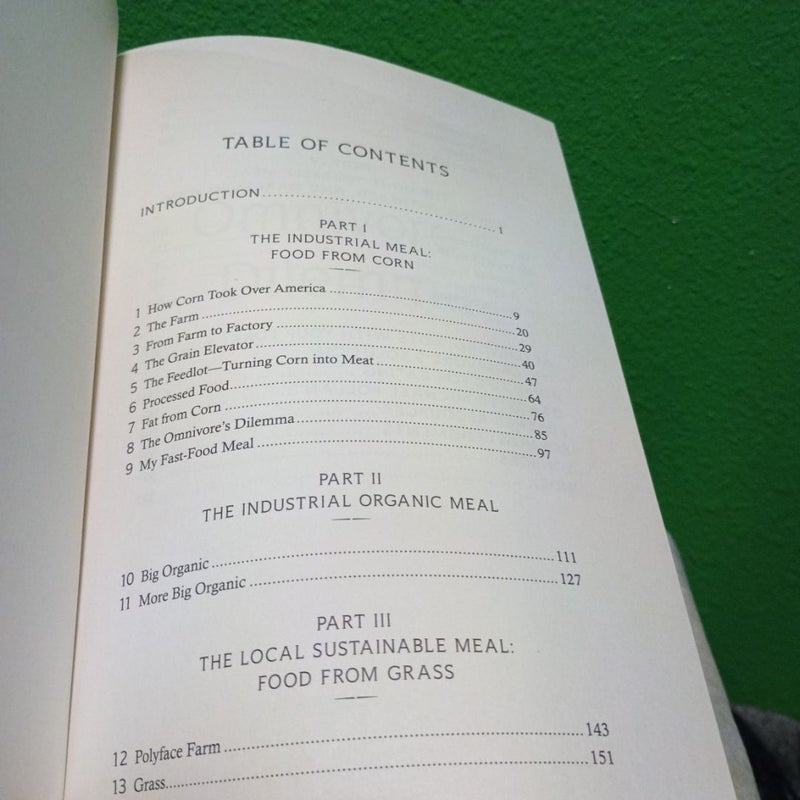 TABLE OF CONTENTS
INTRODUCTION 1
PART I
THE INDUSTRIAL MEAL:
FOOD FROM CORN
1 How Corn Took Over America 9
2 The Farm 20
3 From Farm to Factory 29
4 The Grain Elevator 40
5 The Feedlot—Turning Corn into Meat 47
6 Processed Food 64
7 Fat from Corn 76
8 The Omnivore's Dilemma 85
9 My Fast-Food Meal 97
PART II
THE INDUSTRIAL ORGANIC MEAL
10 Big Organic 111
11 More Big Organic 127
PART III
THE LOCAL SUSTAINABLE MEAL:
FOOD FROM GRASS
12 Polyface Farm 143
13 Grass 151